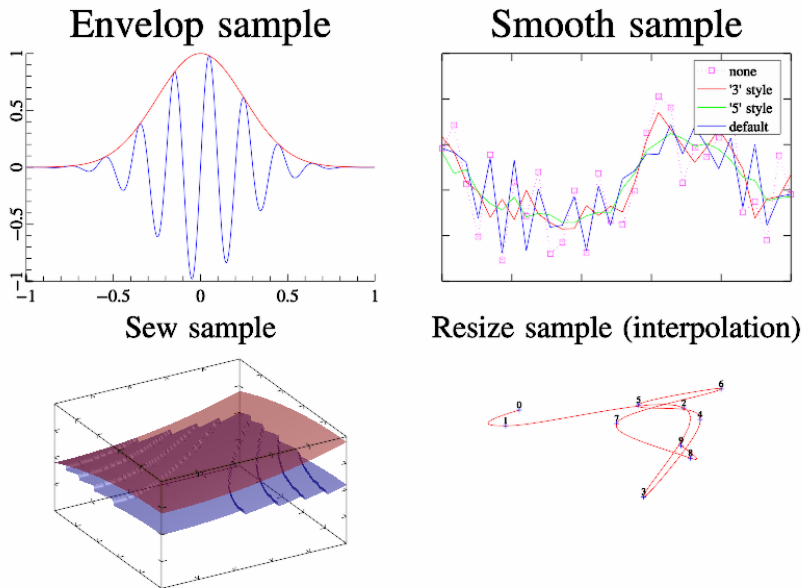 Envelop sample
Smooth sample
1
0.5
0
−0.5
−1
−1
−0.5
0
0.5
1
none
'3' style
'5' style
default
Sew sample
Resize sample (interpolation)
0
1
2
3
4
5
6
7
8
9